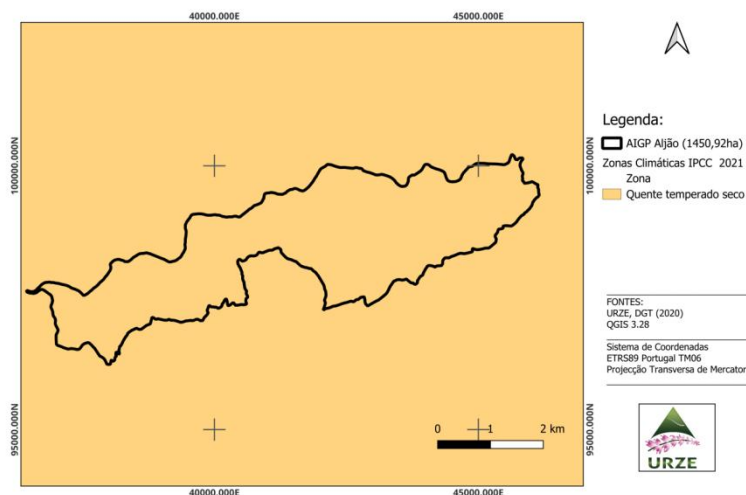 40000.000E
45000.000E
100000.000N
100000.000N
95000.000N
95000.000N
0 1 2 km
40000.000E
45000.000E
Legenda:
AIGP Aljão (1450,92ha)
Zonas Climáticas IPCC 2021
Zona
Quente temperado seco
FONTES:
URZE, DGT (2020)
QGIS 3.28
Sistema de Coordenadas
ETRS89 Portugal TM06
Projecção Transversa de Mercator
URZE